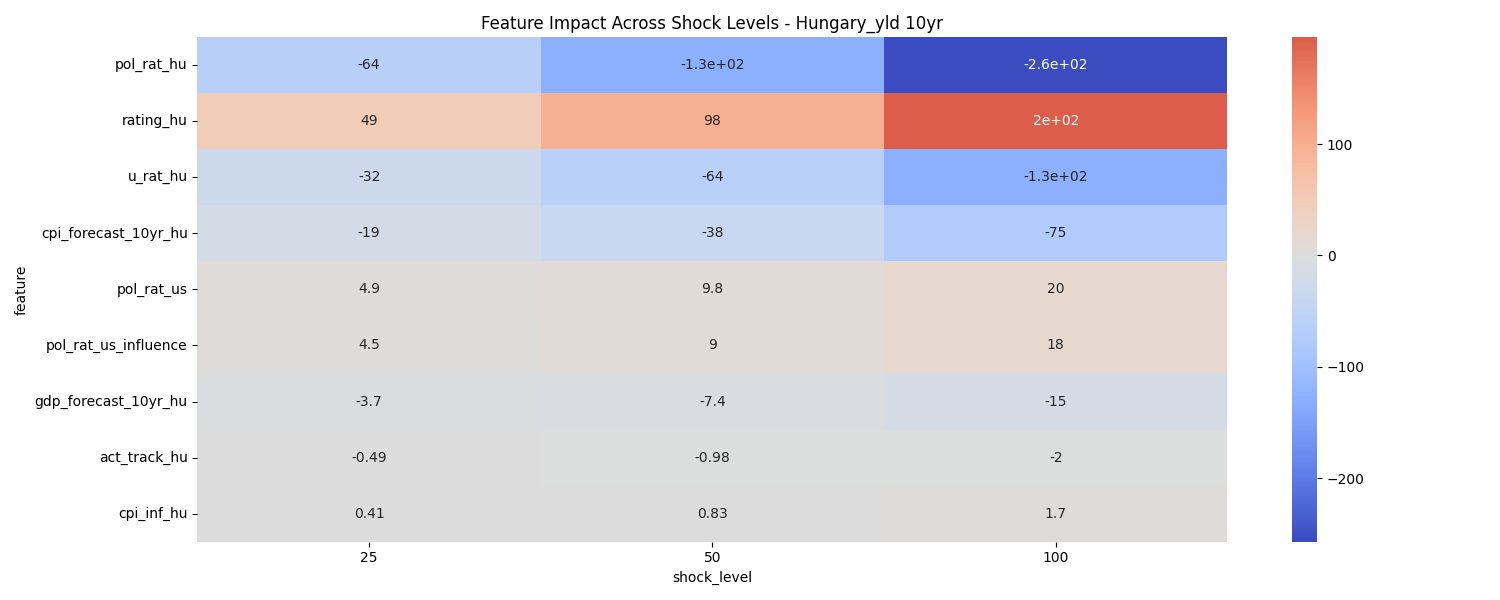 Feature Impact Across Shock Levels - Hungary_yld 10yr
feature
pol_rat_hu -64 -1.3e+02 -2.6e+02
rating_hu 49 98 2e+02
u_rat_hu -32 -64 -1.3e+02
cpi_forecast_10yr_hu -19 -38 -75
pol_rat_us 4.9 9.8 20
pol_rat_us_influence 4.5 9 18
gdp_forecast_10yr_hu -3.7 -7.4 -15
act_track_hu -0.49 -0.98 -2
cpi_inf_hu 0.41 0.83 1.7
25 50 100
shock_level
100
0
−100
−200